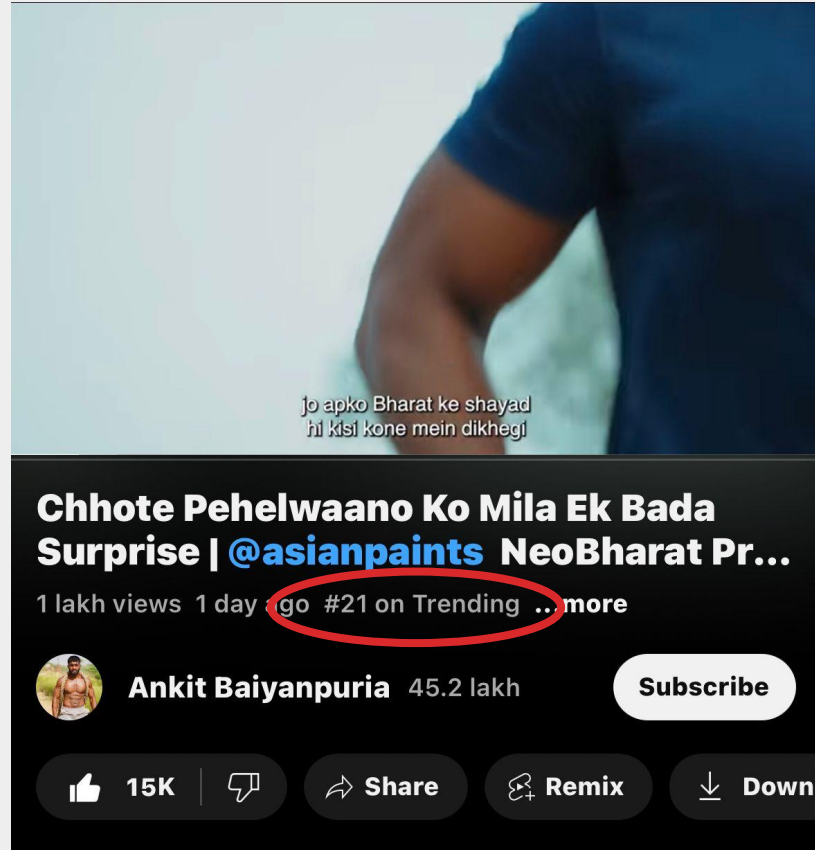 jo apko Bharat ke shayad
hi kisi kone mein dikhegi
Chhote Pehelwaano Ko Mila Ek Bada
Surprise | @asianpaints NeoBharat Pr...
1 lakh views 1 day ago #21 on Trending ...more
Ankit Baiyanpuria 45.2 lakh Subscribe
15K Share Remix Down